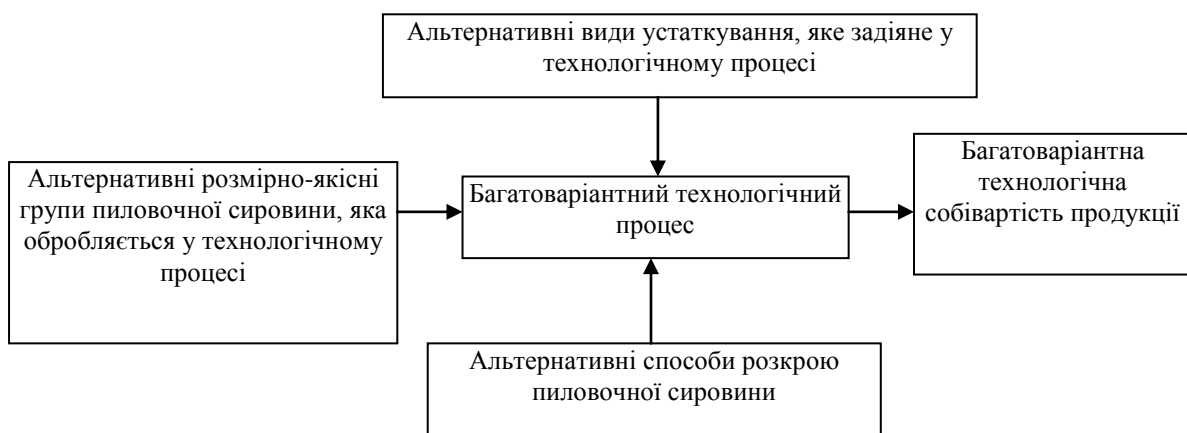 Альтернативні види устаткування, яке задіяне у
технологічному процесі
Альтернативні розмірно-якісні
групи пиловочної сировини, яка
обробляється у технологічному
процесі
Багатоваріантний технологічний
процес
Багатоваріантна
технологічна
собівартість продукції
Альтернативні способи розкрою
пиловочної сировини